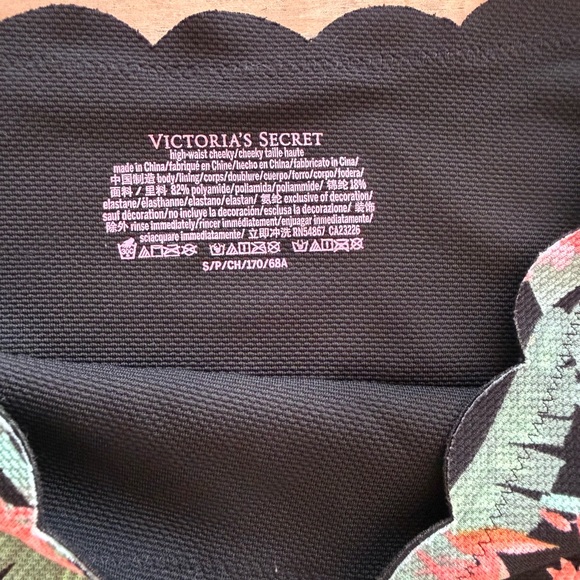 VICTORIA'S SECRET
high-waist cheeky/cheeky taille haute
made in China/fabriqué en Chine/hecho en China/fabbricato in Cina/
中国制造 body/lining/corps/doublure/cuerpo/forro/corpo/fodera/
面料 / 里料 82% polyamide/poliamida/poliammide/ 锦纶 18%
elastane/élasthanne/elastano/elastan/ 氨纶 exclusive of decoration/
sauf décoration/no incluye la decoración/esclusa la decorazione/ 装饰
除外 rinse immediately/rincer immédiatement/enjuagar inmediatamente/
sciacquare immediatamente/ 立即冲洗 RN54867 CA23226
S/P/CH/170/68A